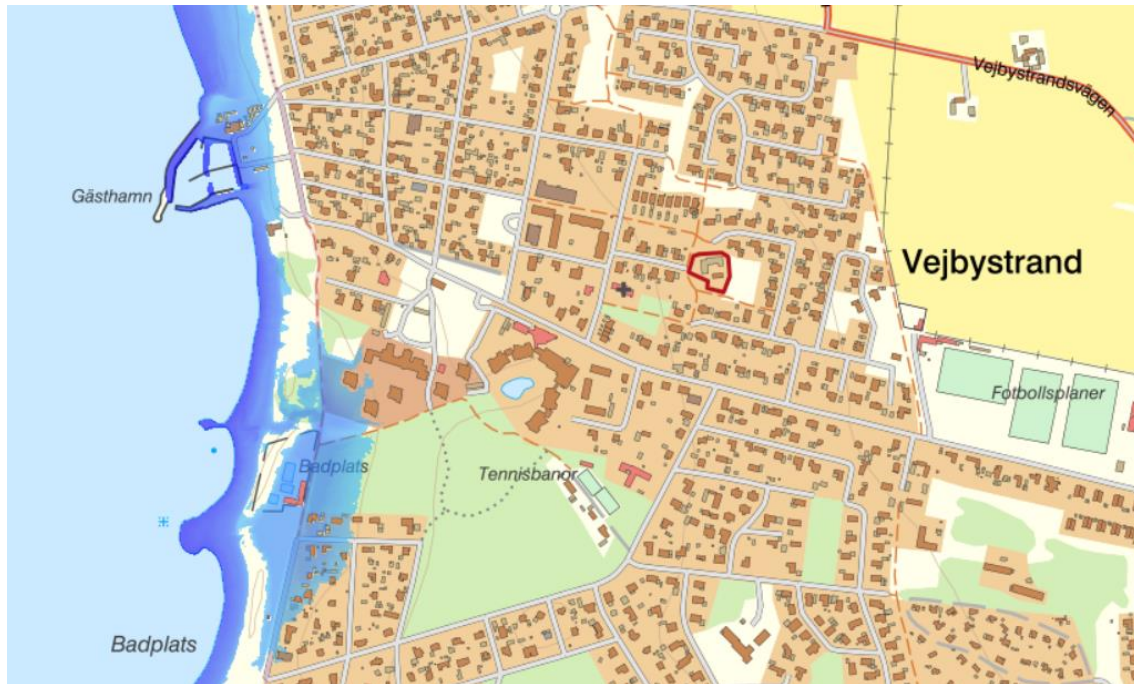 Vejbystrandsvägen
Gästhamn
Vejbystrand
Fotbollsplaner
Badplats
Tennisbanor
Badplats